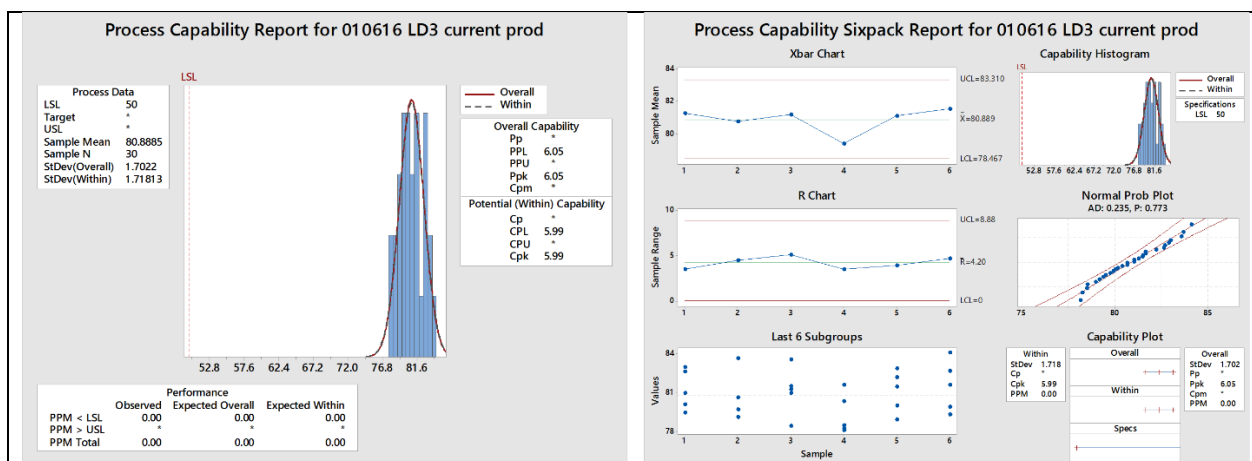 Process Capability Report for 010616 LD3 current prod
LSL
Process Data
LSL 50
Target *
USL *
Sample Mean 80.8885
Sample N 30
StDev(Overall) 1.7022
StDev(Within) 1.71813
Overall
Within
Overall Capability
Pp *
PPL 6.05
PPU *
Ppk 6.05
Cpm *
Potential (Within) Capability
Cp *
CPL 5.99
CPU *
Cpk 5.99
52.8 57.6 62.4 67.2 72.0 76.8 81.6
Performance
Observed Expected Overall Expected Within
PPM < LSL 0.00 0.00 0.00
PPM > USL * * *
PPM Total 0.00 0.00 0.00
Process Capability Sixpack Report for 010616 LD3 current prod
Xbar Chart
Sample Mean
84
82
80
UCL=83.310
X̿=80.889
LCL=78.467
1 2 3 4 5 6
R Chart
Sample Range
10
5
0
UCL=8.88
R̄=4.20
LCL=0
1 2 3 4 5 6
Last 6 Subgroups
Values
84
81
78
1 2 3 4 5 6
Sample
Capability Histogram
LSL
Overall
Within
Specifications
LSL 50
52.8 57.6 62.4 67.2 72.0 76.8 81.6
Normal Prob Plot
AD: 0.235, P: 0.773
75 80 85
Capability Plot
Within
StDev 1.718
Cp *
Cpk 5.99
PPM 0.00
Overall
Within
Specs
Overall
StDev 1.702
Pp *
Ppk 6.05
Cpm *
PPM 0.00